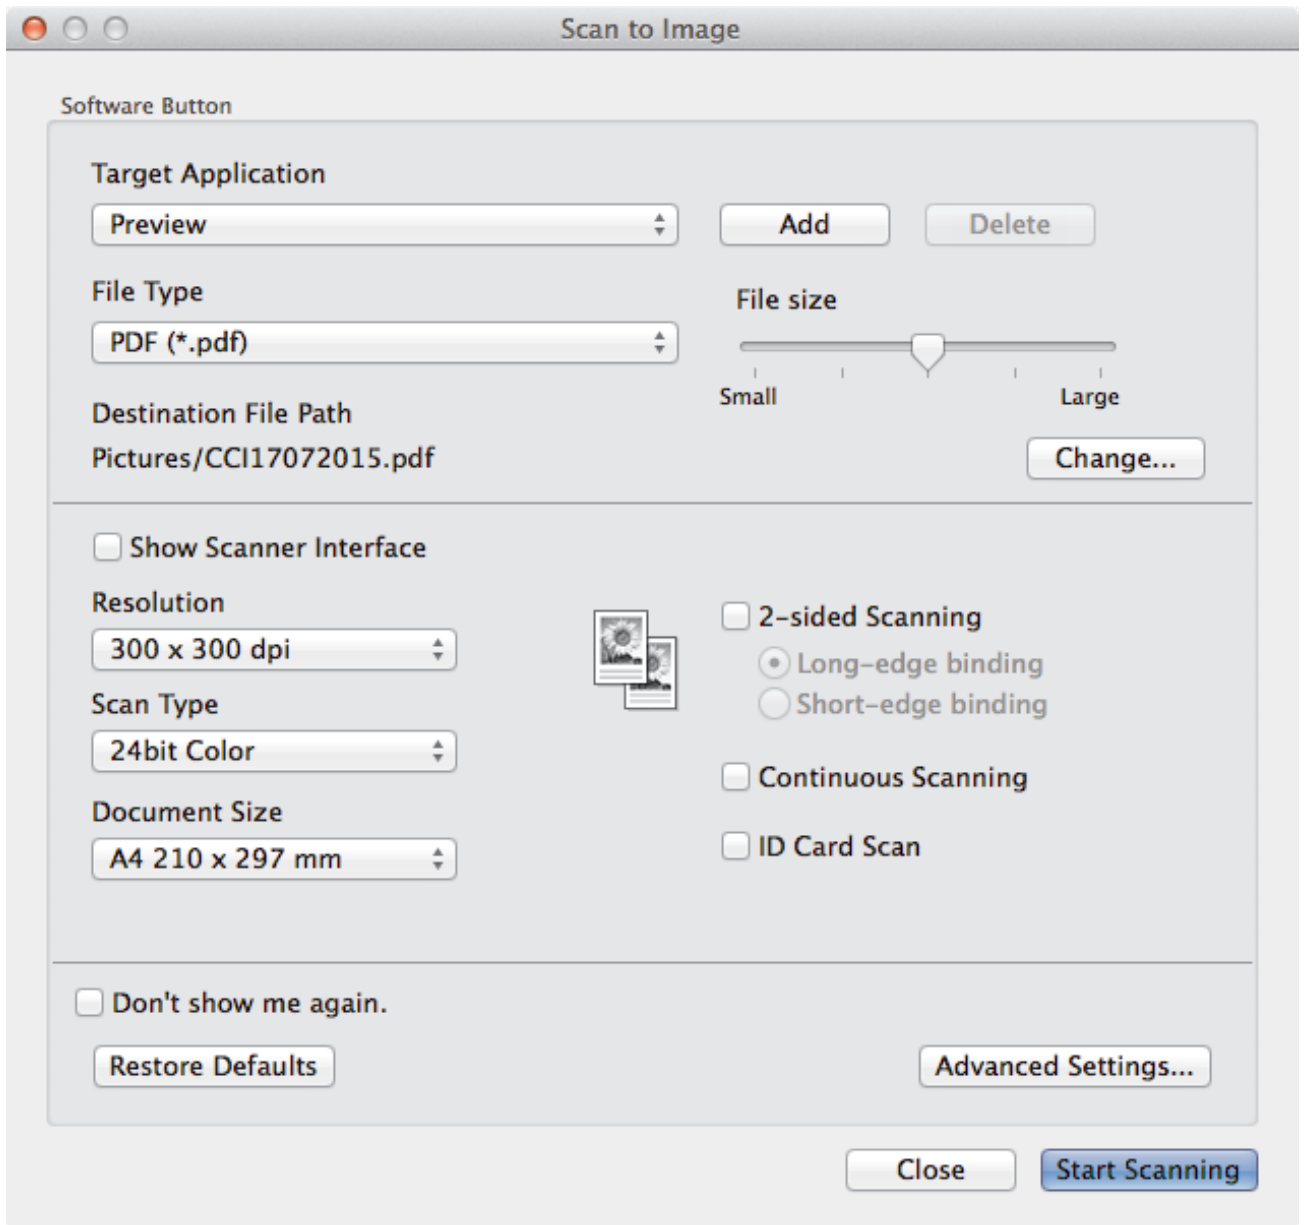 Scan to Image
Software Button
Target Application
Preview
Add
Delete
File Type
File size
PDF (*.pdf)
Small
Large
Destination File Path
Pictures/CCI17072015.pdf
Change...
Show Scanner Interface
Resolution
300 x 300 dpi
Scan Type
24bit Color
Document Size
A4 210 x 297 mm
2-sided Scanning
Long-edge binding
Short-edge binding
Continuous Scanning
ID Card Scan
Don't show me again.
Restore Defaults
Advanced Settings...
Close
Start Scanning